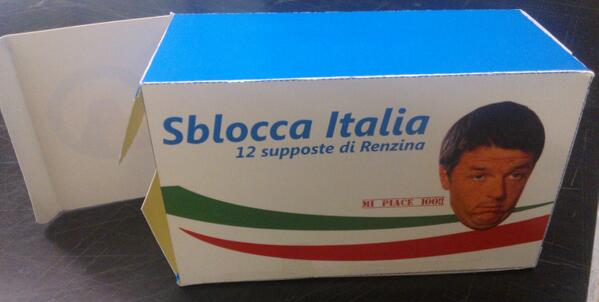 Sblocca Italia
12 supposte di Renzina
MI PIACE 100!!